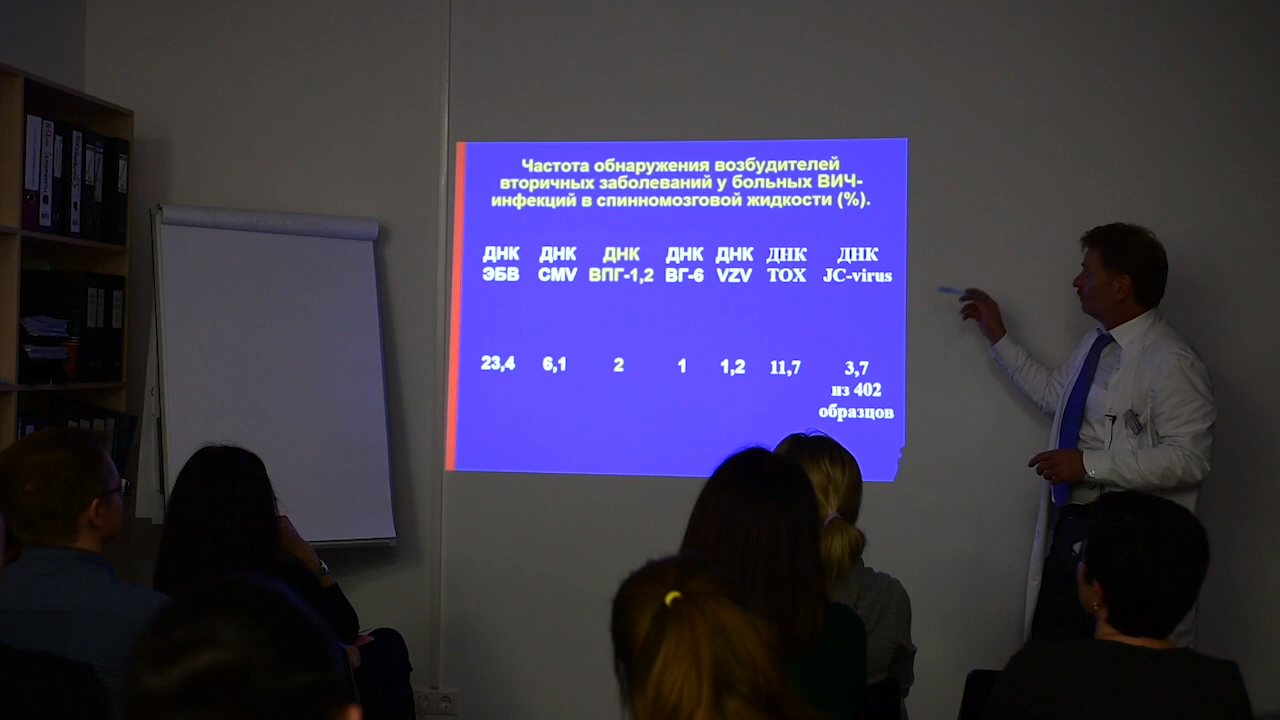 Частота обнаружения возбудителей
вторичных заболеваний у больных ВИЧ-
инфекций в спинномозговой жидкости (%).
ДНК ДНК ДНК ДНК ДНК ДНК ДНК
ЭБВ CMV ВПГ-1,2 ВГ-6 VZV TOX JC-virus
23,4 6,1 2 1 1,2 11,7 3,7
из 402
образцов